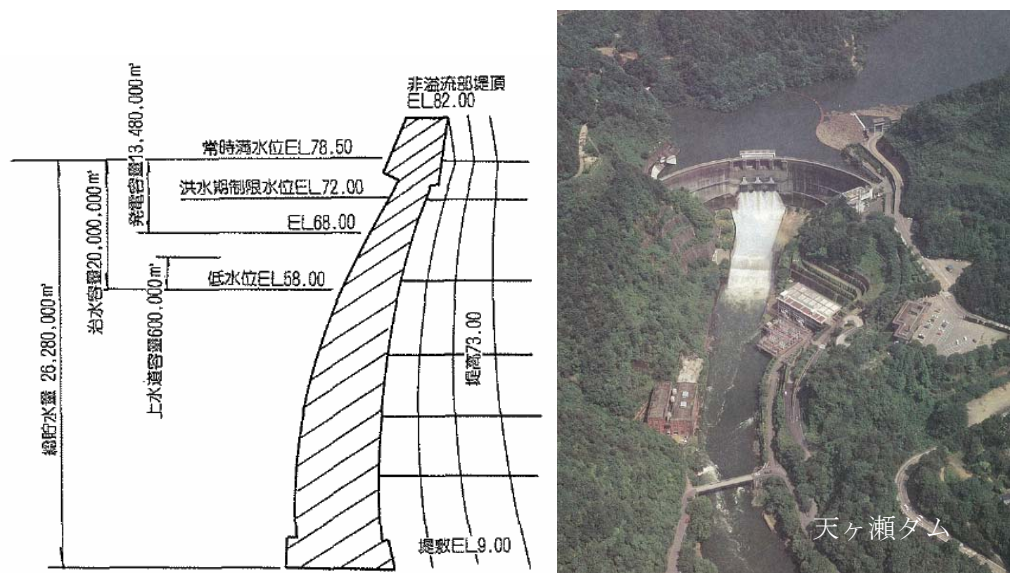 非溢流部堤頂
EL82.00
常時満水位EL78.50
洪水期制限水位EL72.00
EL68.00
低水位EL58.00
発電容量13,480,000㎥
治水容量20,000,000㎥
上水道容量600,000㎥
総貯水量 26,280,000㎥
堤高73.00
堤敷EL9.00
天ヶ瀬ダム